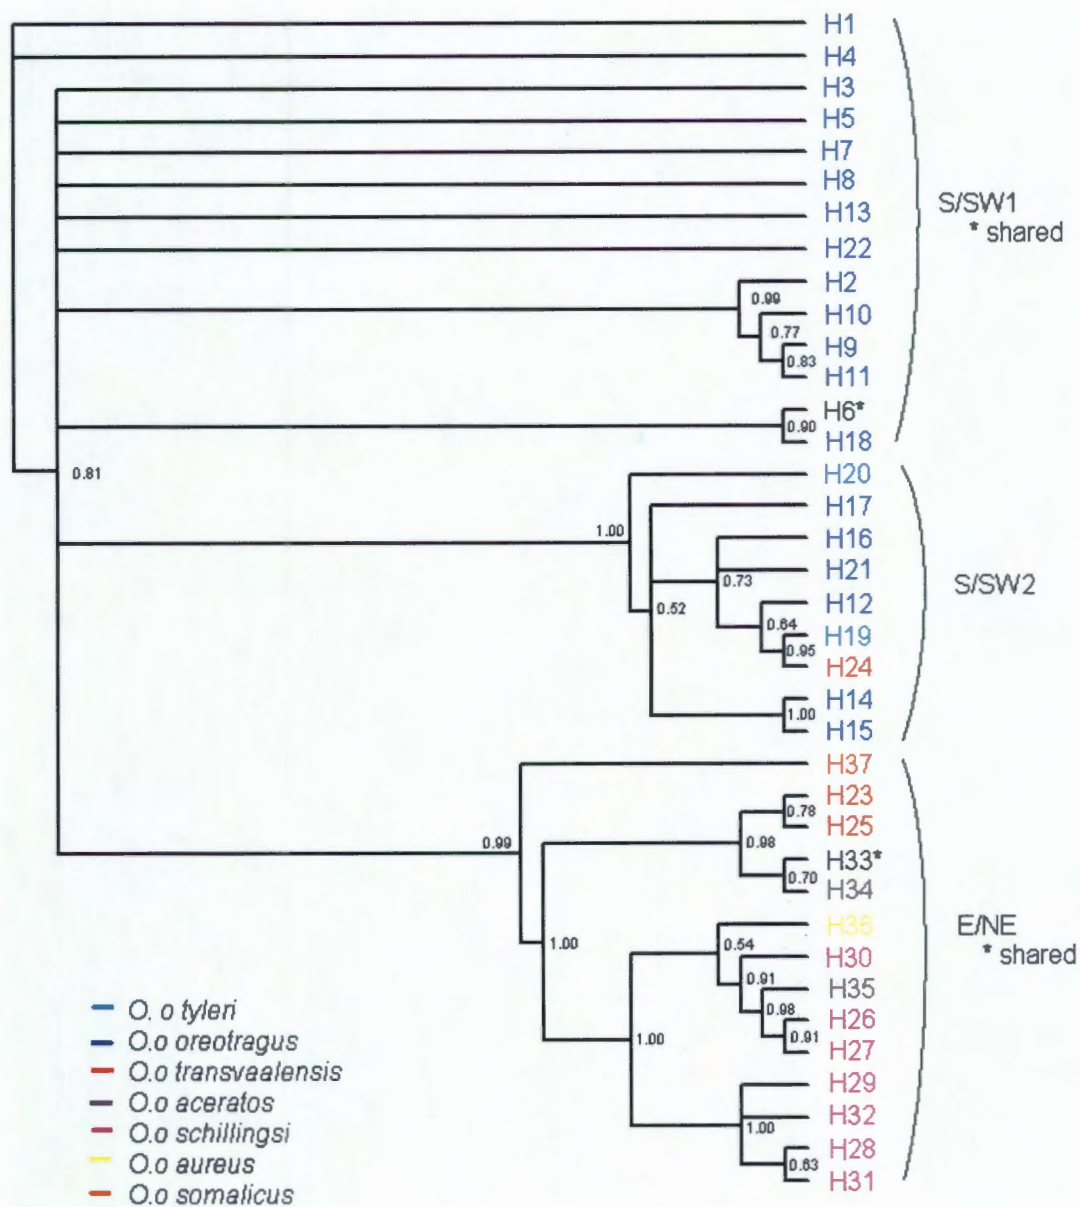 H1
H4
H3
H5
H7
H8
H13
S/SW1
* shared
H22
H2
0.99
H10
0.77
H9
0.83
H11
H6*
0.90
H18
0.81
H20
H17
1.00
H16
H21
0.73
S/SW2
H12
0.52
0.64
H19
0.95
H24
H14
1.00
H15
H37
H23
0.78
H25
0.99
0.98
H33*
0.70
H34
H36
E/NE
* shared
1.00
0.54
H30
0.91
H35
0.98
H26
0.91
H27
1.00
H29
H32
1.00
H28
0.63
H31
O. o tyleri
O.o oreotragus
O.o transvaalensis
O.o aceratos
O.o schillingsi
O.o aureus
O.o somalicus